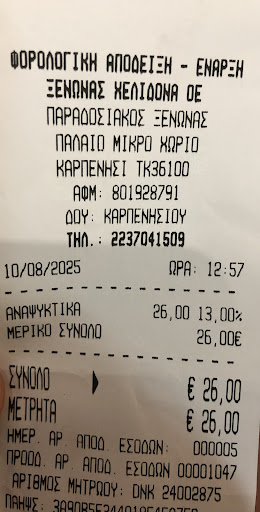 ΦΟΡΟΛΟΓΙΚΗ ΑΠΟΔΕΙΞΗ - ΕΝΑΡΞΗ
ΞΕΝΩΝΑΣ ΧΕΛΙΔΟΝΑ ΟΕ
ΠΑΡΑΔΟΣΙΑΚΟΣ ΞΕΝΩΝΑΣ
ΠΑΛΑΙΟ ΜΙΚΡΟ ΧΩΡΙΟ
ΚΑΡΠΕΝΗΣΙ ΤΚ36100
ΑΦΜ: 801928791
ΔΟΥ: ΚΑΡΠΕΝΗΣΙΟΥ
ΤΗΛ.: 2237041509
10/08/2025 ΩΡΑ: 12:57
ΑΝΑΨΥΚΤΙΚΑ 26,00 13,00%
ΜΕΡΙΚΟ ΣΥΝΟΛΟ 26,00€
ΣΥΝΟΛΟ € 26,00
ΜΕΤΡΗΤΑ € 26,00
ΗΜΕΡ. ΑΡ. ΑΠΟΔ. ΕΣΟΔΩΝ: 000005
ΠΡΟΟΔ. ΑΡ. ΑΠΟΔ. ΕΣΟΔΩΝ 00001047
ΑΡΙΘΜΟΣ ΜΗΤΡΩΟΥ: DNK 24002875
ΠΑΗΨΣ: